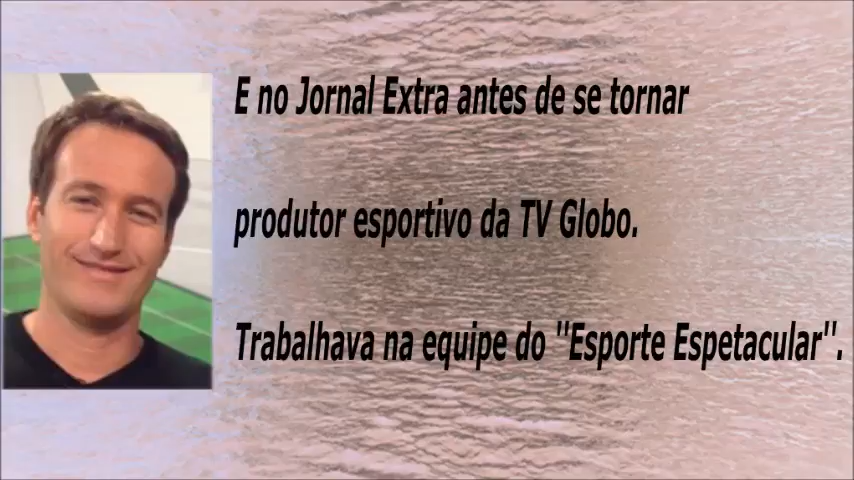 E no Jornal Extra antes de se tornar
produtor esportivo da TV Globo.
Trabalhava na equipe do "Esporte Espetacular".